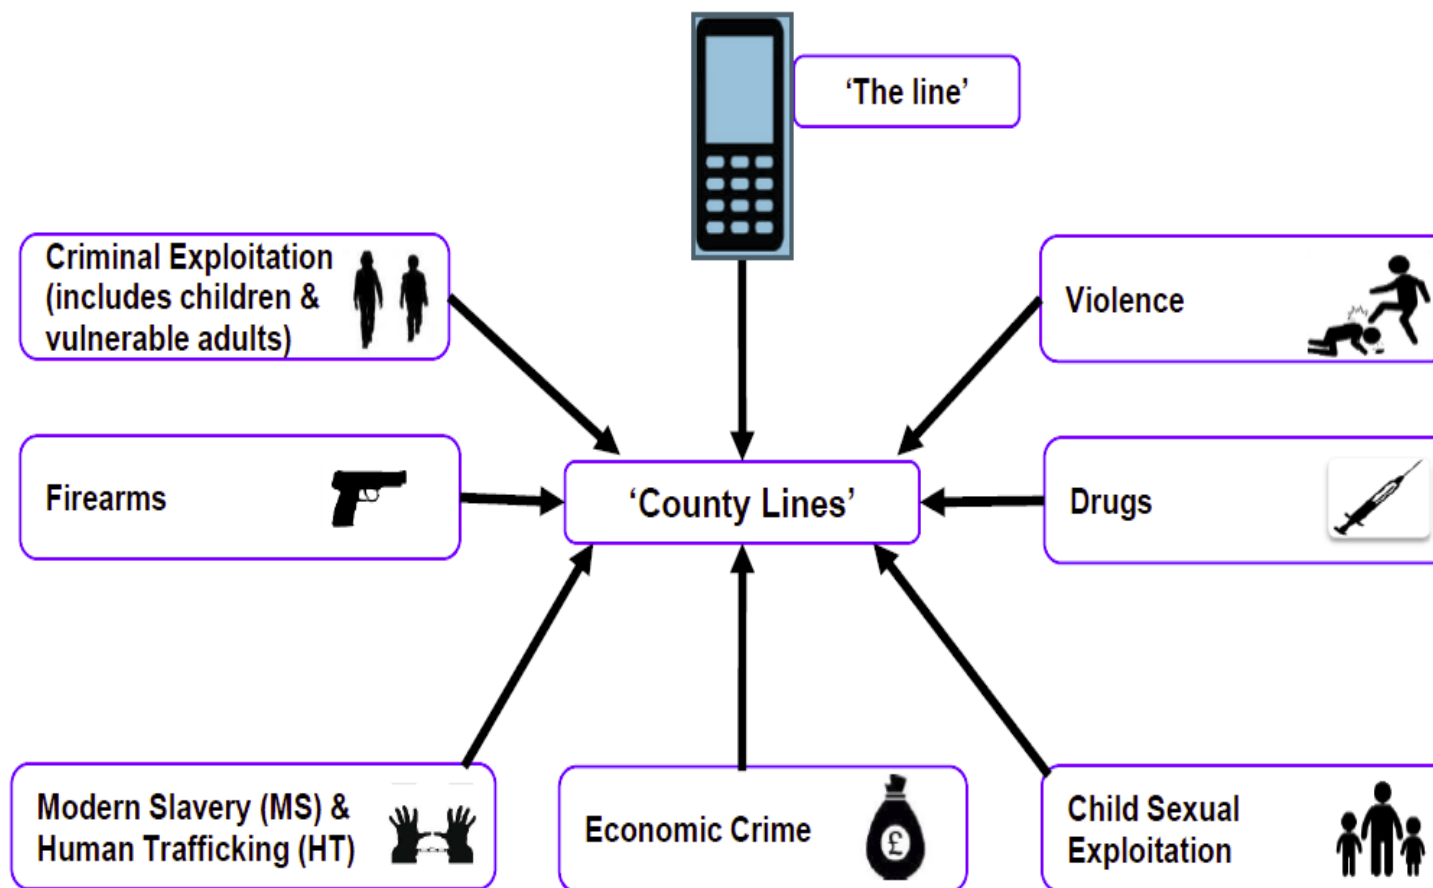 ‘The line’
Criminal Exploitation
(includes children &
vulnerable adults)
Violence
Firearms
‘County Lines’
Drugs
Modern Slavery (MS) &
Human Trafficking (HT)
Economic Crime
£
Child Sexual
Exploitation